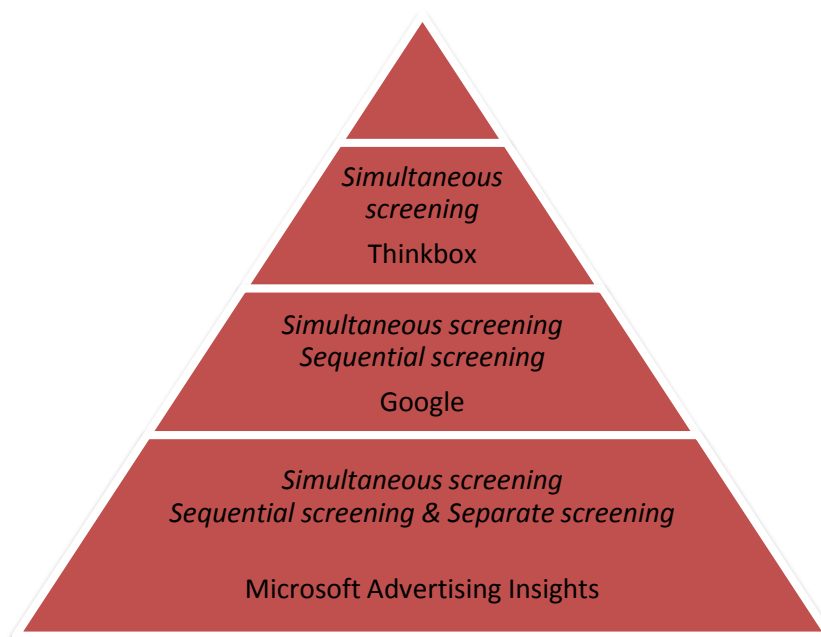 Simultaneous
screening
Thinkbox
Simultaneous screening
Sequential screening
Google
Simultaneous screening
Sequential screening & Separate screening
Microsoft Advertising Insights